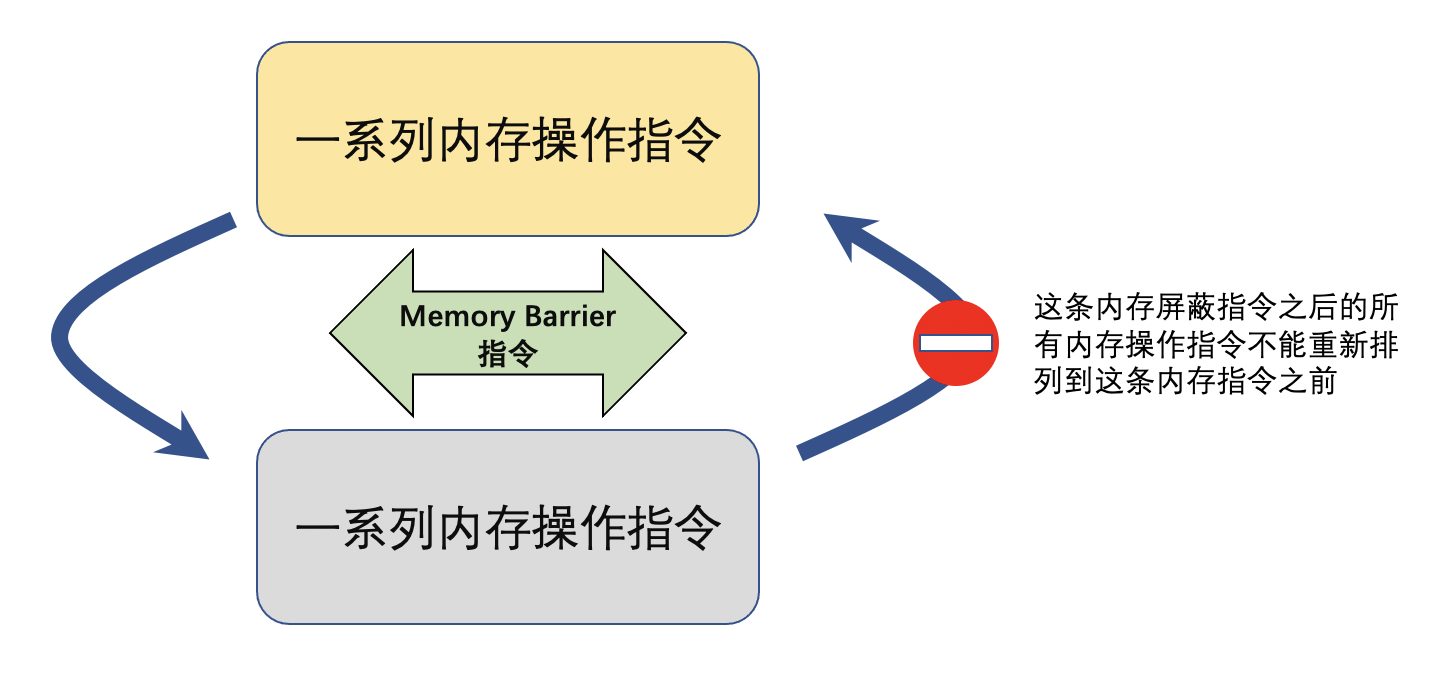 一系列内存操作指令
Memory Barrier
指令
这条内存屏蔽指令之后的所
有内存操作指令不能重新排
列到这条内存指令之前
一系列内存操作指令